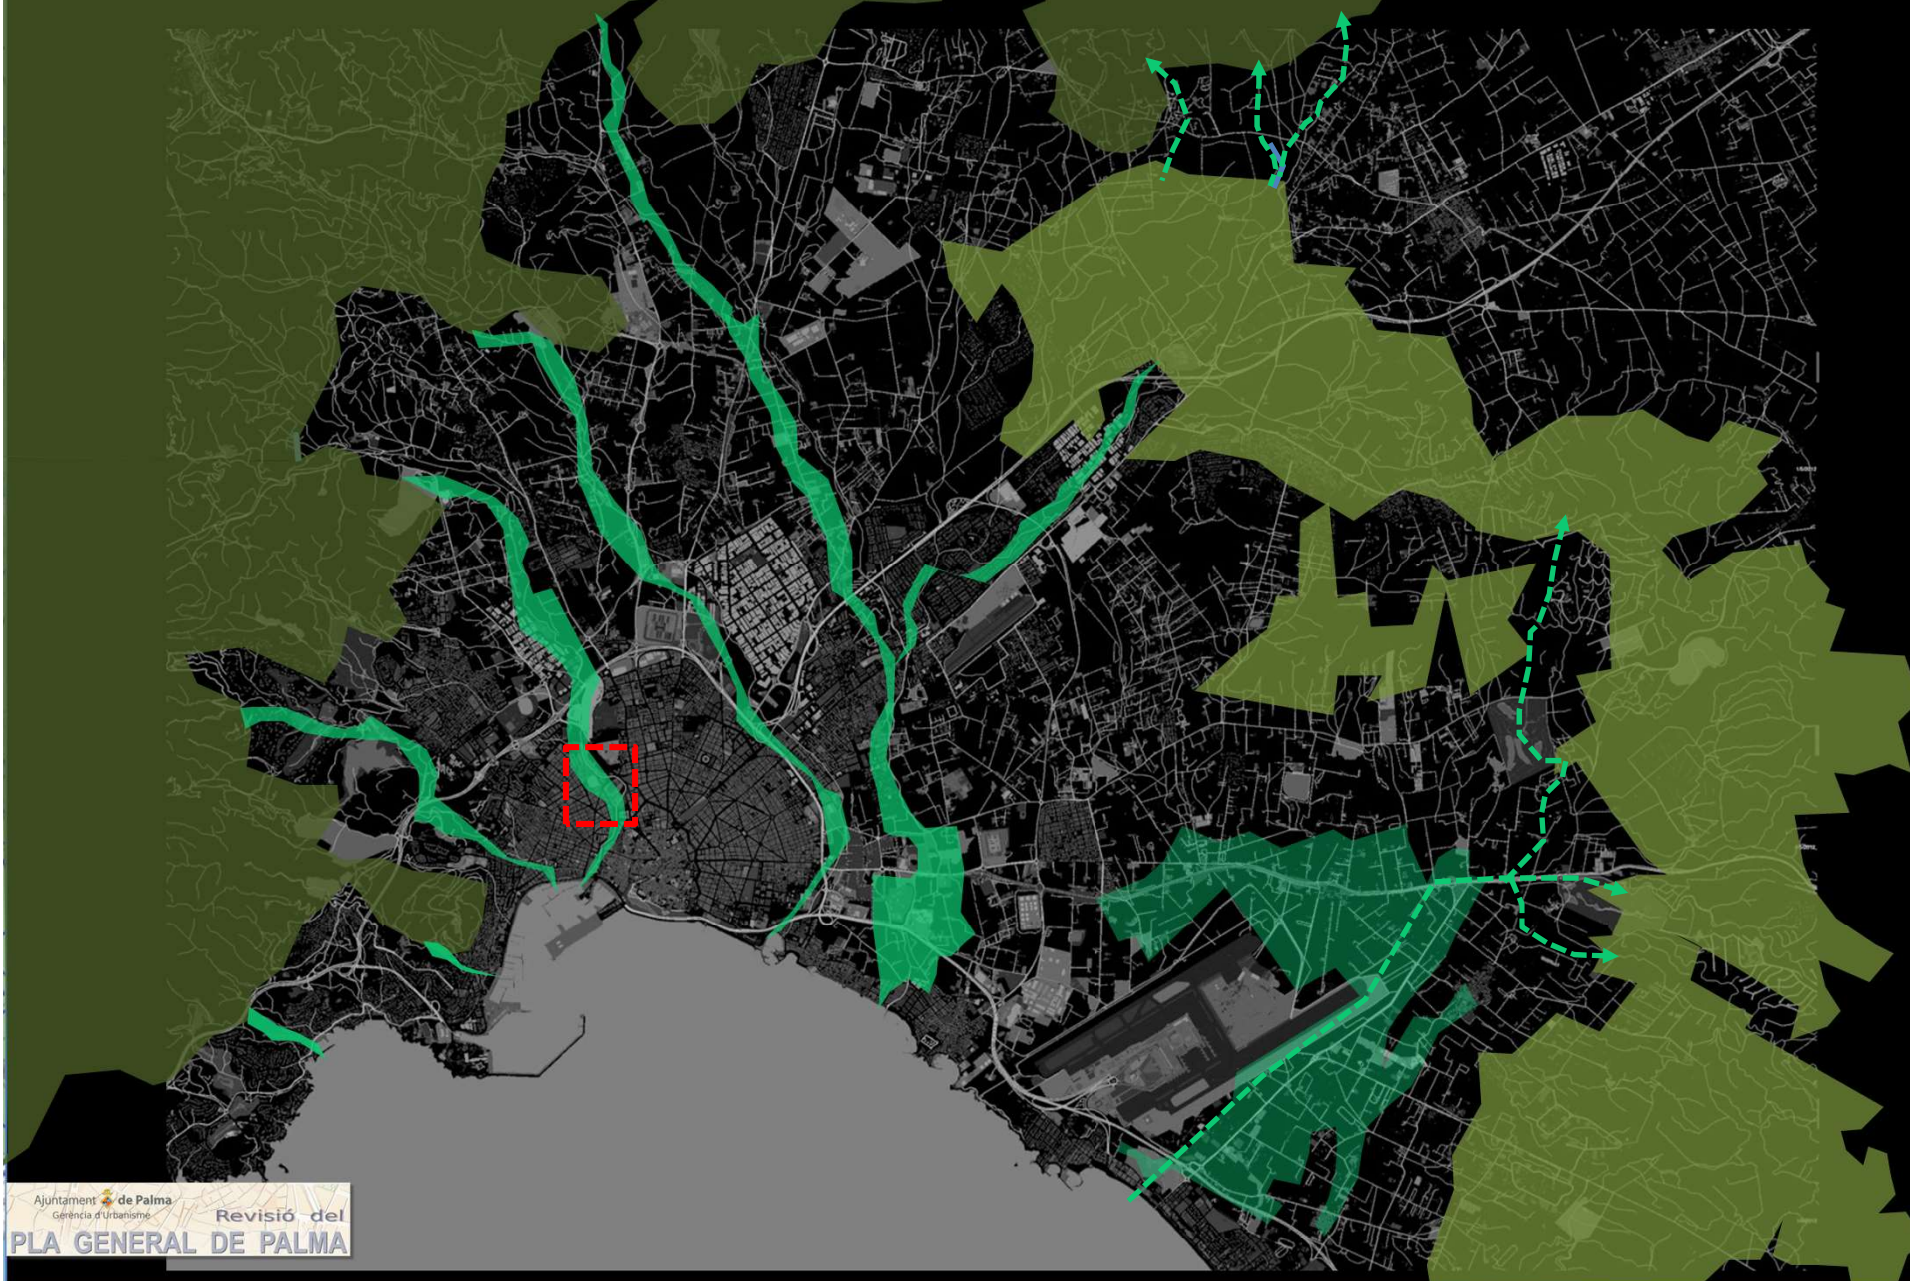 Ajuntament de Palma
Gerència d'Urbanisme
Revisió del
PLA GENERAL DE PALMA